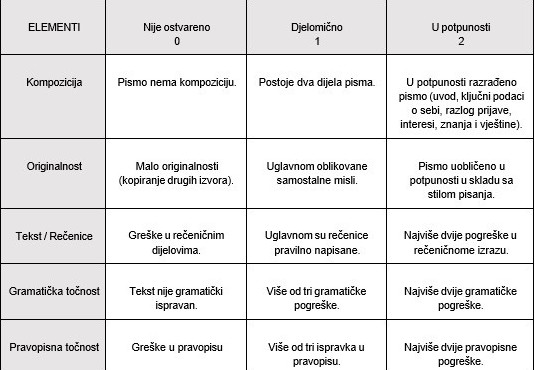 ELEMENTI
Nije ostvareno
0
Djelomično
1
U potpunosti
2
Kompozicija
Pismo nema kompoziciju.
Postoje dva dijela pisma.
U potpunosti razrađeno
pismo (uvod, ključni podaci
o sebi, razlog prijave,
interesi, znanja i vještine).
Originalnost
Malo originalnosti
(kopiranje drugih izvora).
Uglavnom oblikovane
samostalne misli.
Pismo uobličeno u
potpunosti u skladu sa
stilom pisanja.
Tekst / Rečenice
Greške u rečeničnim
dijelovima.
Uglavnom su rečenice
pravilno napisane.
Najviše dvije pogreške u
rečeničnome izrazu.
Gramatička točnost
Tekst nije gramatički
ispravan.
Više od tri gramatičke
pogreške.
Najviše dvije gramatičke
pogreške.
Pravopisna točnost
Greške u pravopisu
Više od tri ispravka u
pravopisu.
Najviše dvije pravopisne
pogreške.